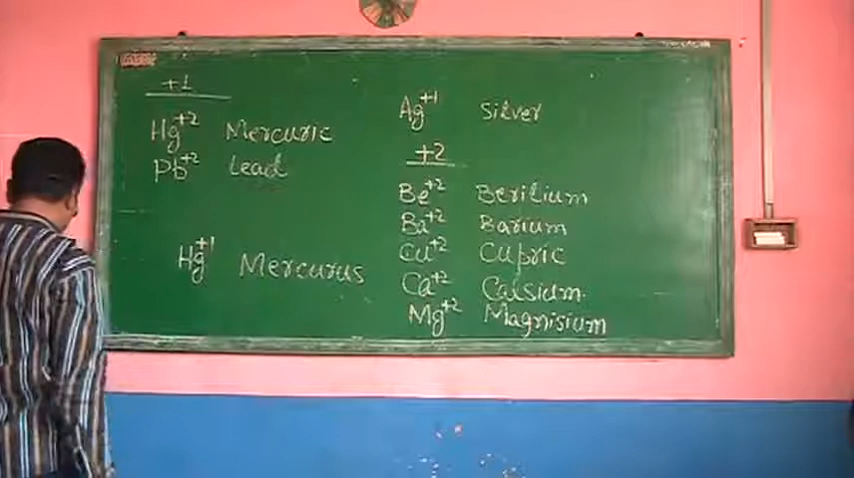 +1
Hg+2 Mercuric
Pb+2 Lead
Hg+1 Mercurus
Ag+1 Silver
+2
Be+2 Berilium
Ba+2 Barium
Cu+2 Cupric
Ca+2 Calsium
Mg+2 Magnisium